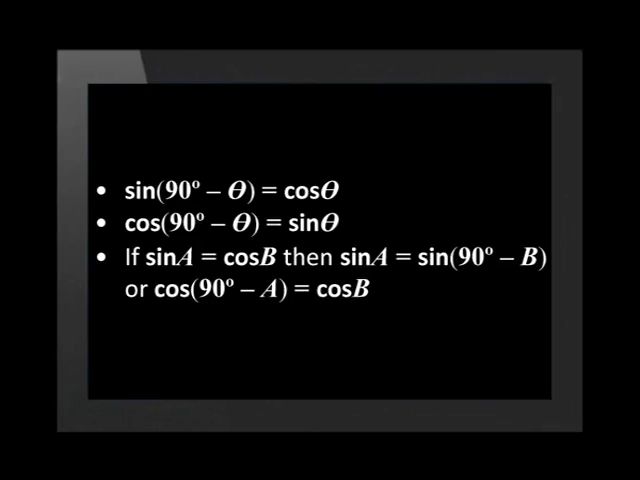 • sin(90º – Θ) = cosΘ
• cos(90º – Θ) = sinΘ
• If sinA = cosB then sinA = sin(90º – B)
or cos(90º – A) = cosB